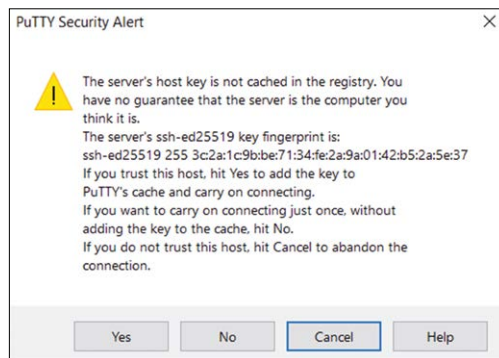 PuTTY Security Alert
The server's host key is not cached in the registry. You
have no guarantee that the server is the computer you
think it is.
The server's ssh-ed25519 key fingerprint is:
ssh-ed25519 255 3c:2a:1c:9b:be:71:34:fe:2a:9a:01:42:b5:2a:5e:37
If you trust this host, hit Yes to add the key to
PuTTY's cache and carry on connecting.
If you want to carry on connecting just once, without
adding the key to the cache, hit No.
If you do not trust this host, hit Cancel to abandon the
connection.
Yes No Cancel Help